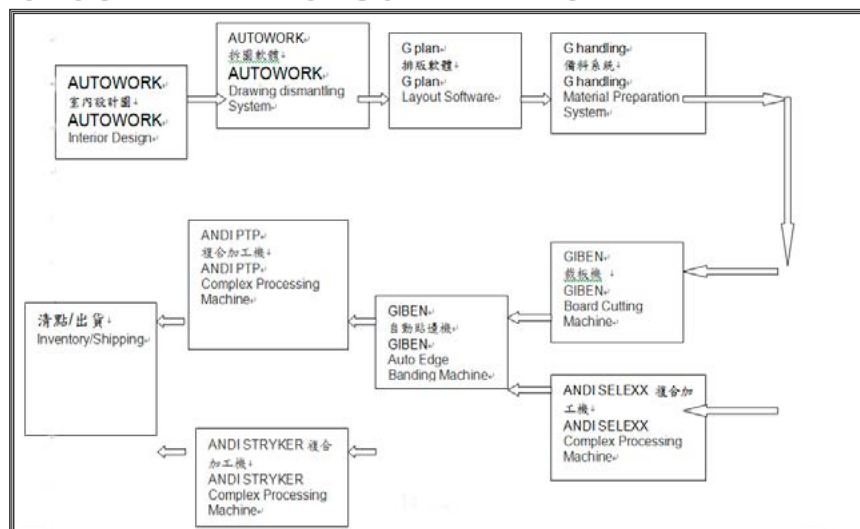 AUTOWORK
室內設計圖
AUTOWORK
Interior Design
AUTOWORK
拆圖軟體
AUTOWORK
Drawing dismantling
System
G plan
排版軟體
G plan
Layout Software
G handling
備料系統
G handling
Material Preparation
System
GIBEN
裁板機
GIBEN
Board Cutting
Machine
ANDI SELEXX 複合加
工機
ANDI SELEXX
Complex Processing
Machine
GIBEN
自動貼邊機
GIBEN
Auto Edge
Banding Machine
ANDI PTP
複合加工機
ANDI PTP
Complex Processing
Machine
ANDI STRYKER 複合
加工機
ANDI STRYKER
Complex Processing
Machine
清點/出貨
Inventory/Shipping